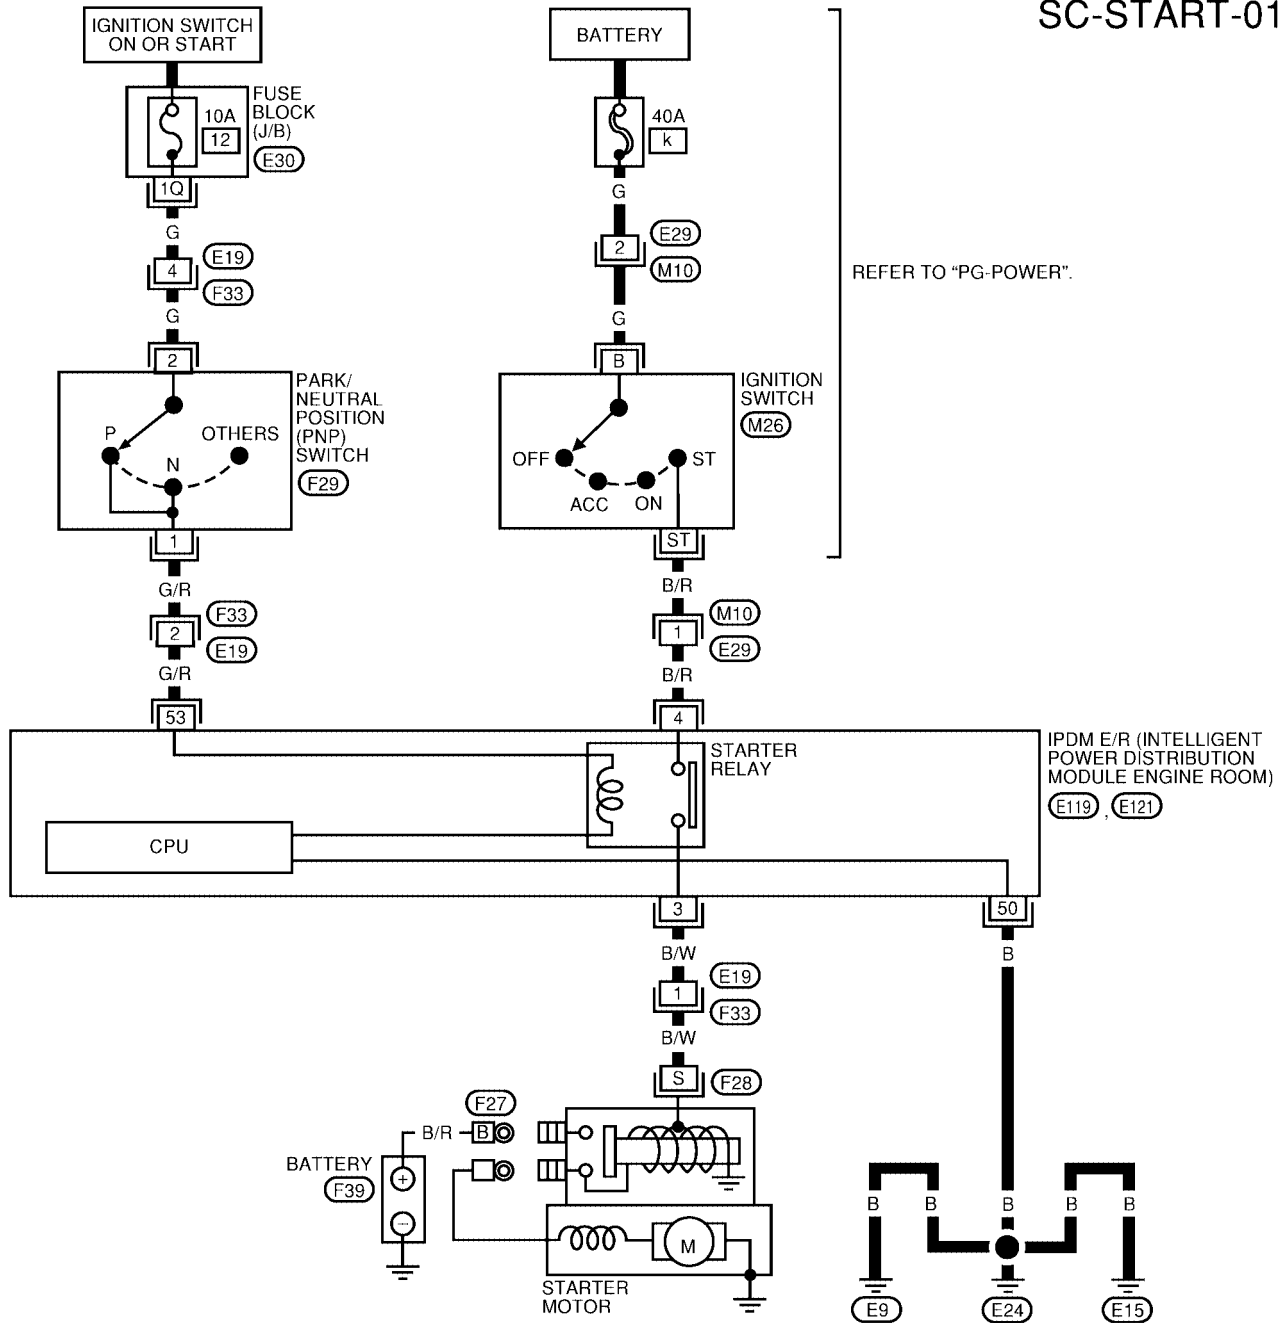 SC-START-01
IGNITION SWITCH
ON OR START
BATTERY
FUSE
BLOCK
(J/B)
E30
10A
12
1Q
40A
k
G
G
E19
4
F33
G
2
E29
2
M10
G
B
REFER TO “PG-POWER”.
PARK/
NEUTRAL
POSITION
(PNP)
SWITCH
F29
P
N
OTHERS
1
IGNITION
SWITCH
M26
OFF
ACC
ON
ST
ST
G/R
F33
2
E19
G/R
53
B/R
M10
1
E29
B/R
4
STARTER
RELAY
IPDM E/R (INTELLIGENT
POWER DISTRIBUTION
MODULE ENGINE ROOM)
E119 , E121
CPU
3
50
B/W
E19
1
F33
B/W
S
F28
B
F27
B/R
B
BATTERY
F39
+
−
M
STARTER
MOTOR
B
B
B
B
B
E9
E24
E15